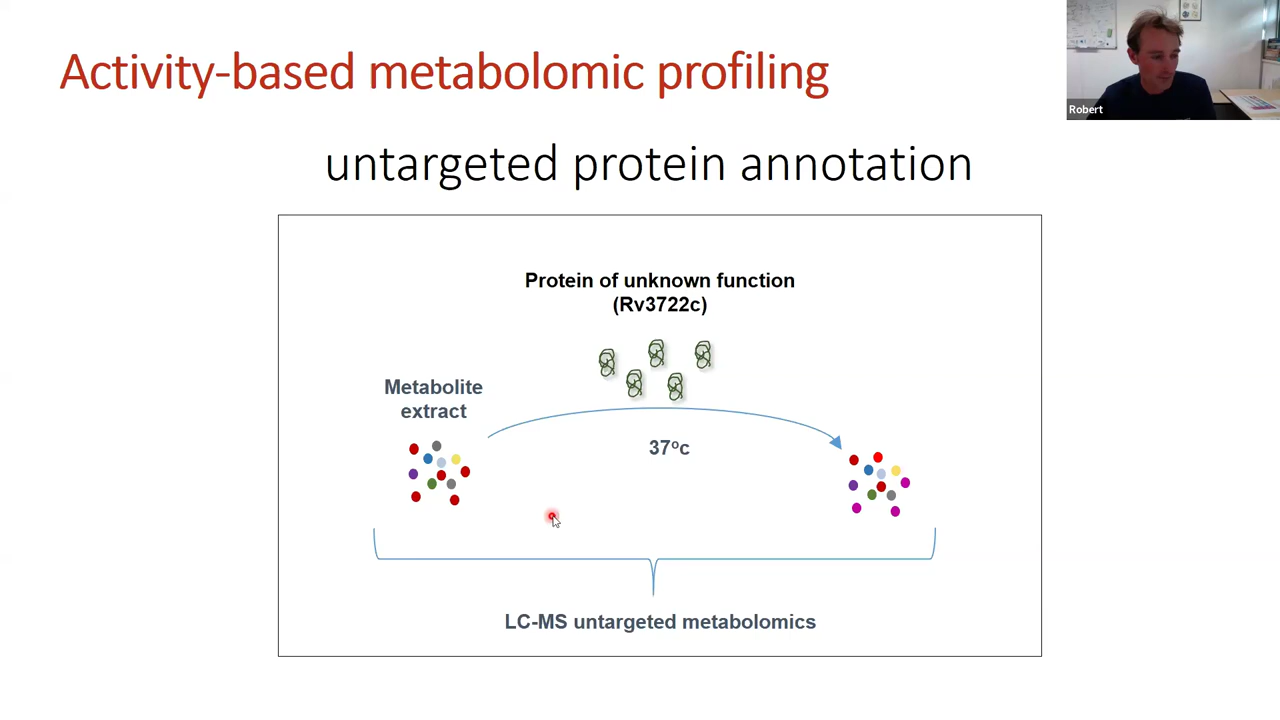 Activity-based metabolomic profiling
Robert
untargeted protein annotation
Protein of unknown function
(Rv3722c)
Metabolite
extract
37ºc
LC-MS untargeted metabolomics